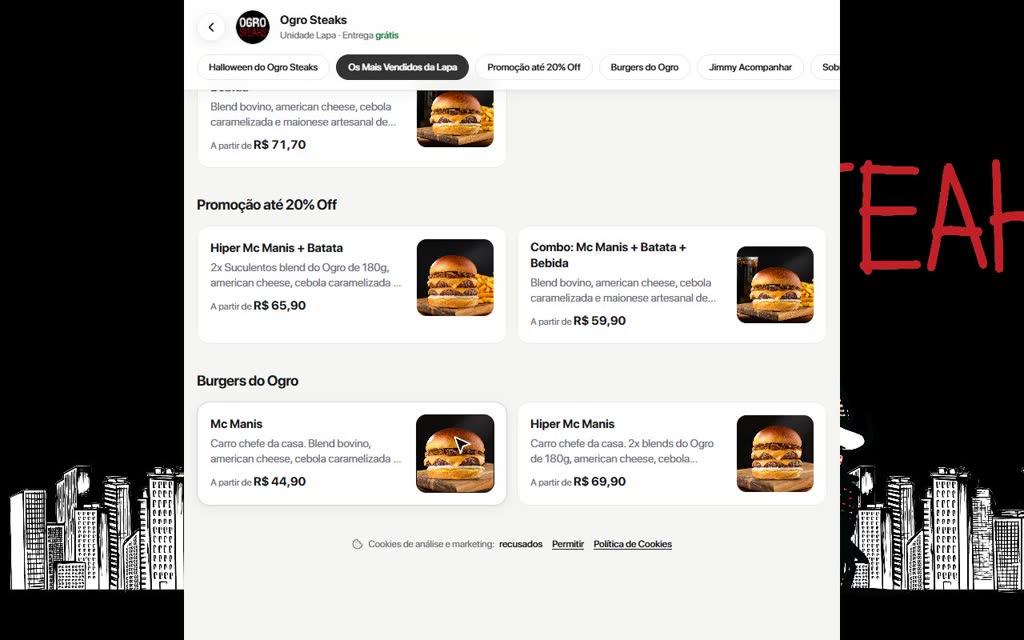 OGRO
STEAKS
Ogro Steaks
Unidade Lapa · Entrega grátis
Halloween do Ogro Steaks
Os Mais Vendidos da Lapa
Promoção até 20% Off
Burgers do Ogro
Jimmy Acompanhar
Blend bovino, american cheese, cebola
caramelizada e maionese artesanal de...
A partir de R$ 71,70
Promoção até 20% Off
Hiper Mc Manis + Batata
2x Suculentos blend do Ogro de 180g,
american cheese, cebola caramelizada ...
A partir de R$ 65,90
Combo: Mc Manis + Batata +
Bebida
Blend bovino, american cheese, cebola
caramelizada e maionese artesanal de...
A partir de R$ 59,90
Burgers do Ogro
Mc Manis
Carro chefe da casa. Blend bovino,
american cheese, cebola caramelizada ...
A partir de R$ 44,90
Hiper Mc Manis
Carro chefe da casa. 2x blends do Ogro
de 180g, american cheese, cebola...
A partir de R$ 69,90
Cookies de análise e marketing: recusados Permitir Política de Cookies